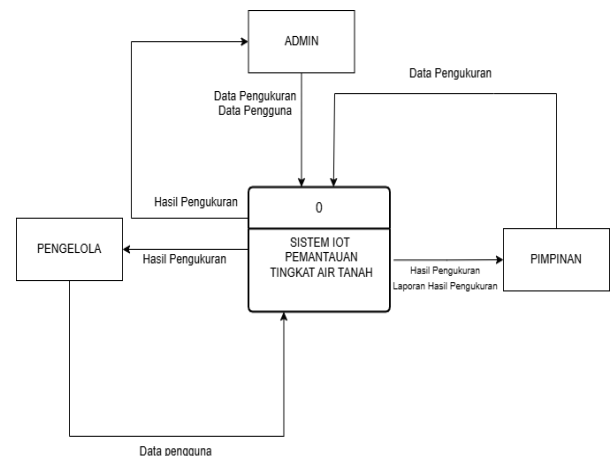 ADMIN
Data Pengukuran
Data Pengukuran
Data Pengguna
Hasil Pengukuran
0
SISTEM IOT
PEMANTAUAN
TINGKAT AIR TANAH
PENGELOLA
Hasil Pengukuran
Hasil Pengukuran
Laporan Hasil Pengukuran
PIMPINAN
Data pengguna